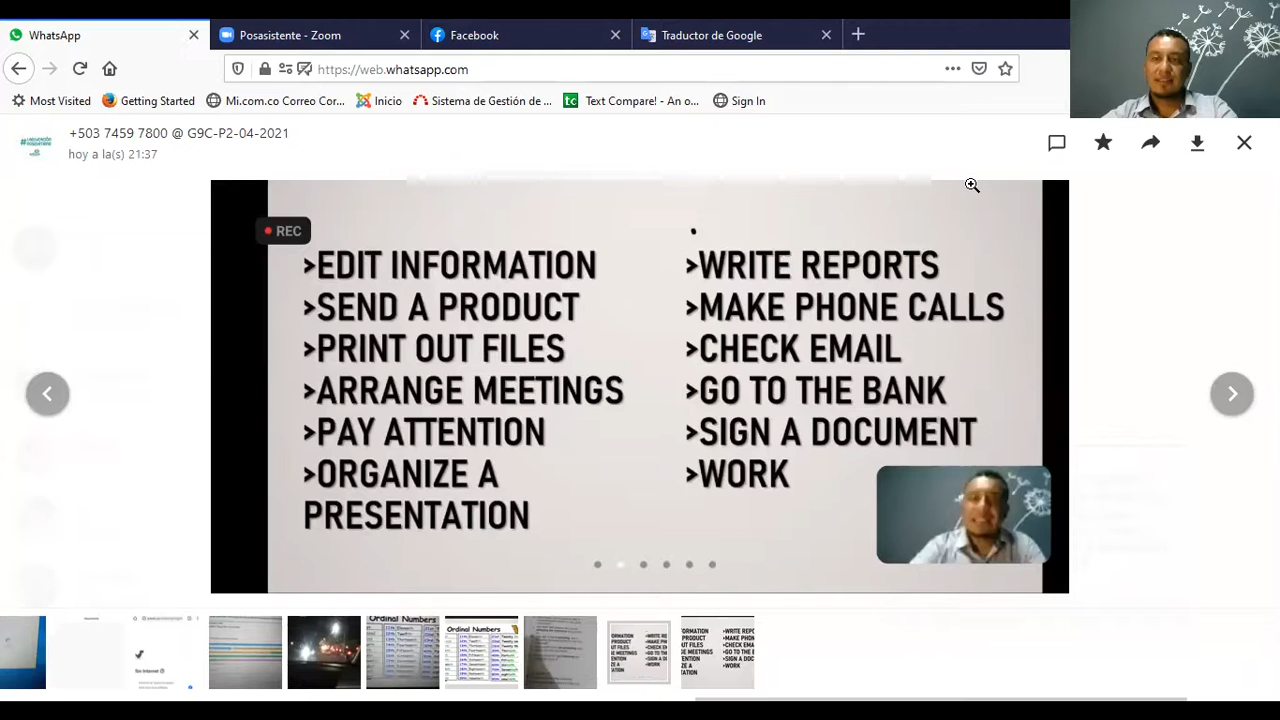 WhatsApp
Posasistente - Zoom
Facebook
Traductor de Google
https://web.whatsapp.com
Most Visited
Getting Started
Mi.com.co Correo Cor...
Inicio
Sistema de Gestión de ...
tc Text Compare! - An o...
Sign In
+503 7459 7800 @ G9C-P2-04-2021
hoy a la(s) 21:37
REC
>EDIT INFORMATION
>SEND A PRODUCT
>PRINT OUT FILES
>ARRANGE MEETINGS
>PAY ATTENTION
>ORGANIZE A
PRESENTATION
>WRITE REPORTS
>MAKE PHONE CALLS
>CHECK EMAIL
>GO TO THE BANK
>SIGN A DOCUMENT
>WORK
Sin internet
Ordinal Numbers
Ordinal Numbers